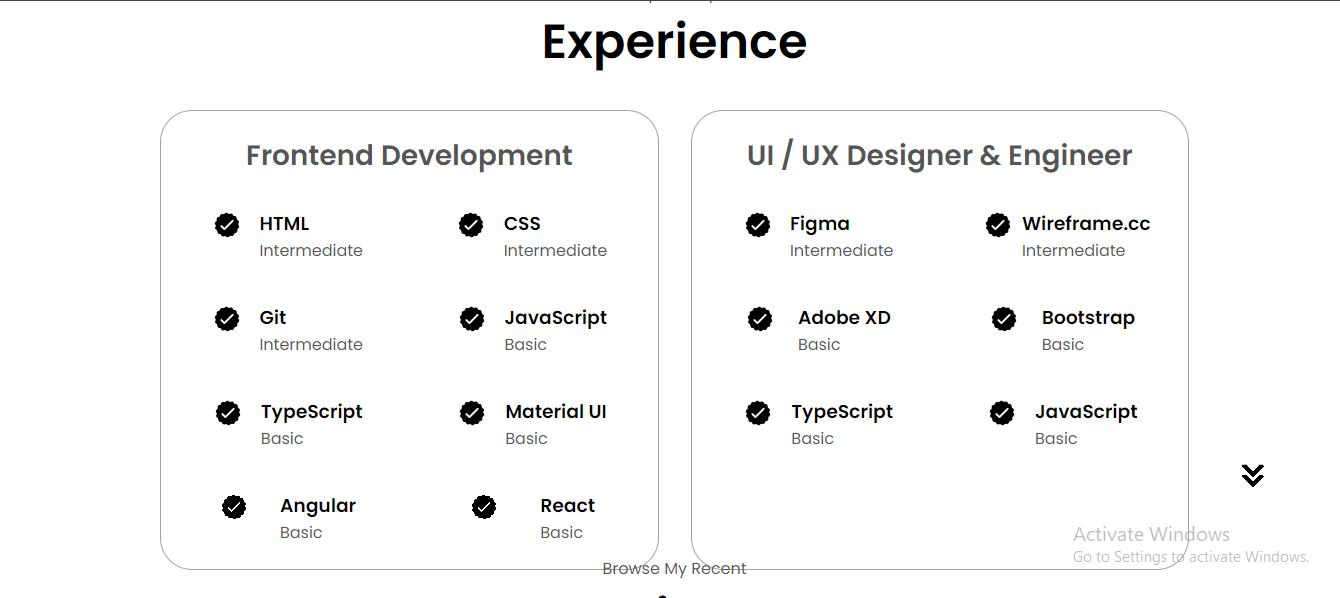 Experience
Frontend Development
HTML
Intermediate
CSS
Intermediate
Git
Intermediate
JavaScript
Basic
TypeScript
Basic
Material UI
Basic
Angular
Basic
React
Basic
UI / UX Designer & Engineer
Figma
Intermediate
Wireframe.cc
Intermediate
Adobe XD
Basic
Bootstrap
Basic
TypeScript
Basic
JavaScript
Basic
Browse My Recent
Activate Windows
Go to Settings to activate Windows.